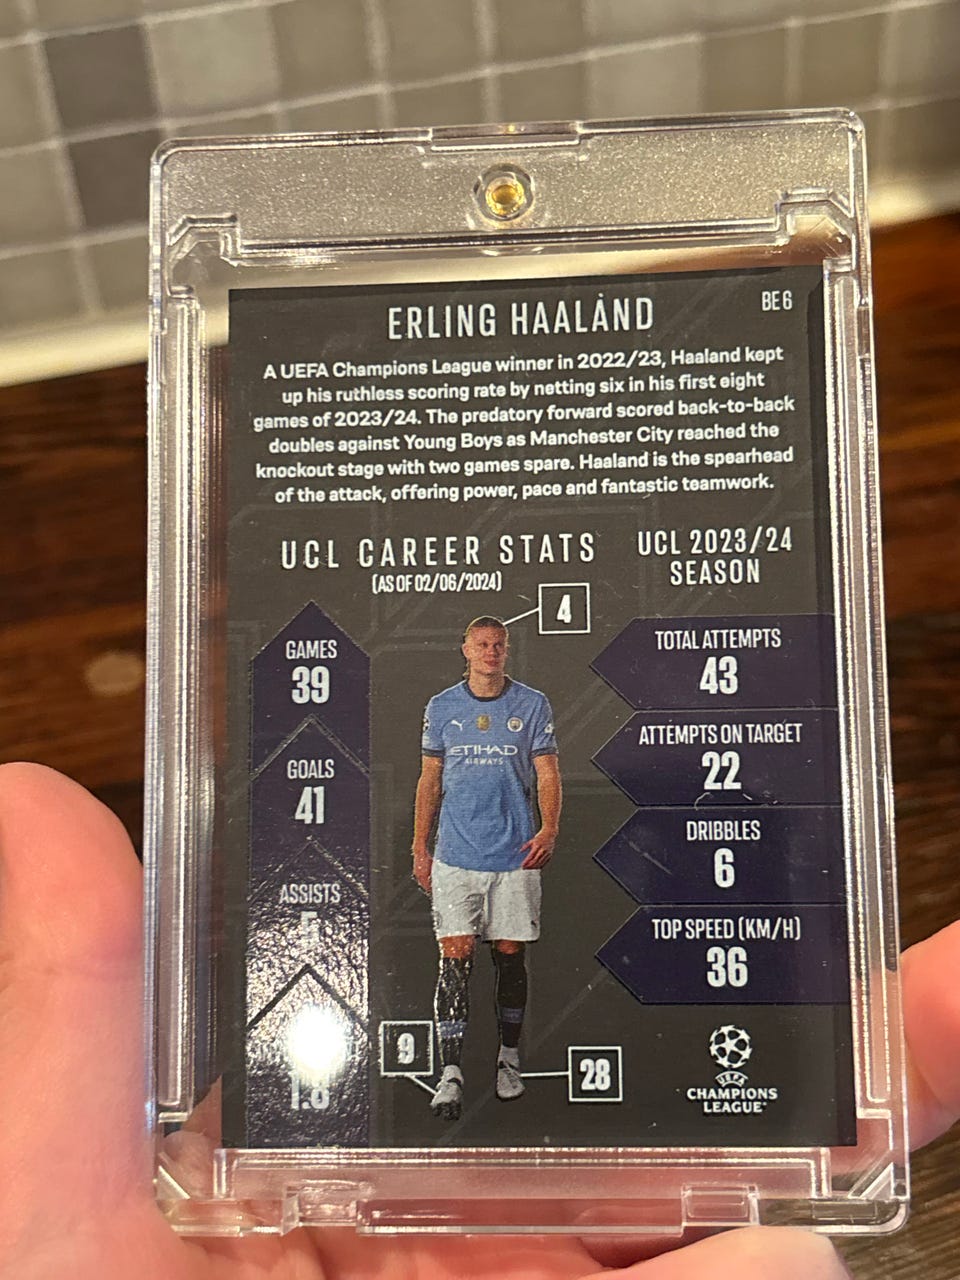 ERLING HAALAND
BE 6
A UEFA Champions League winner in 2022/23, Haaland kept
up his ruthless scoring rate by netting six in his first eight
games of 2023/24. The predatory forward scored back-to-back
doubles against Young Boys as Manchester City reached the
knockout stage with two games spare. Haaland is the spearhead
of the attack, offering power, pace and fantastic teamwork.
UCL CAREER STATS
(AS OF 02/06/2024)
GAMES
39
GOALS
41
ASSISTS
5
1.8
4
ETIHAD
AIRWAYS
9
28
UCL 2023/24
SEASON
TOTAL ATTEMPTS
43
ATTEMPTS ON TARGET
22
DRIBBLES
6
TOP SPEED (KM/H)
36
UEFA
CHAMPIONS
LEAGUE